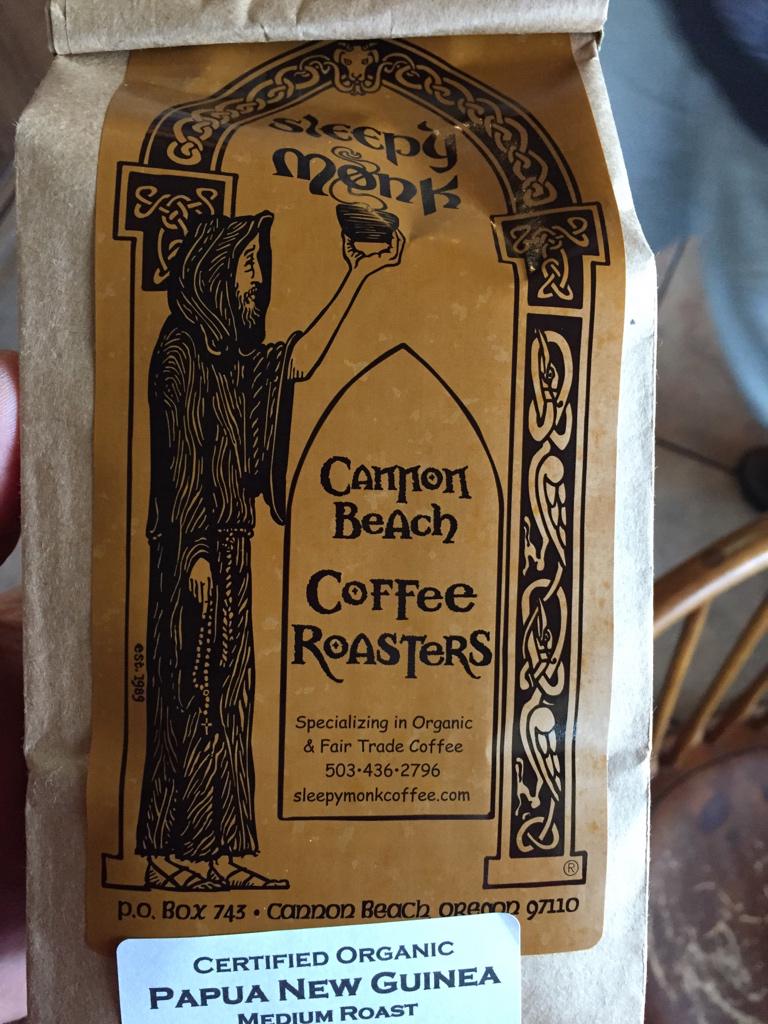 Sleepy
Monk
Cannon
Beach
Coffee
Roasters
est. 1989
Specializing in Organic
& Fair Trade Coffee
503•436•2796
sleepymonkcoffee.com
®
P.O. Box 743 • Cannon Beach, Oregon 97110
CERTIFIED ORGANIC
PAPUA NEW GUINEA
MEDIUM ROAST